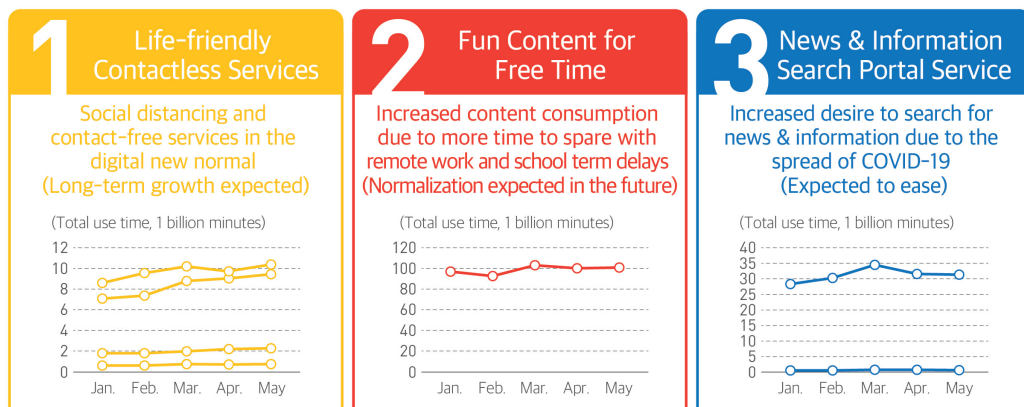 1
Life-friendly
Contactless Services
Social distancing and
contact-free services in the
digital new normal
(Long-term growth expected)
(Total use time, 1 billion minutes)
12
10
8
6
4
2
0
Jan. Feb. Mar. Apr. May
2
Fun Content for
Free Time
Increased content consumption
due to more time to spare with
remote work and school term delays
(Normalization expected in the future)
(Total use time, 1 billion minutes)
120
100
80
60
40
20
0
Jan. Feb. Mar. Apr. May
3
News & Information
Search Portal Service
Increased desire to search for
news & information due to the
spread of COVID-19
(Expected to ease)
(Total use time, 1 billion minutes)
40
35
30
25
20
15
10
5
0
Jan. Feb. Mar. Apr. May